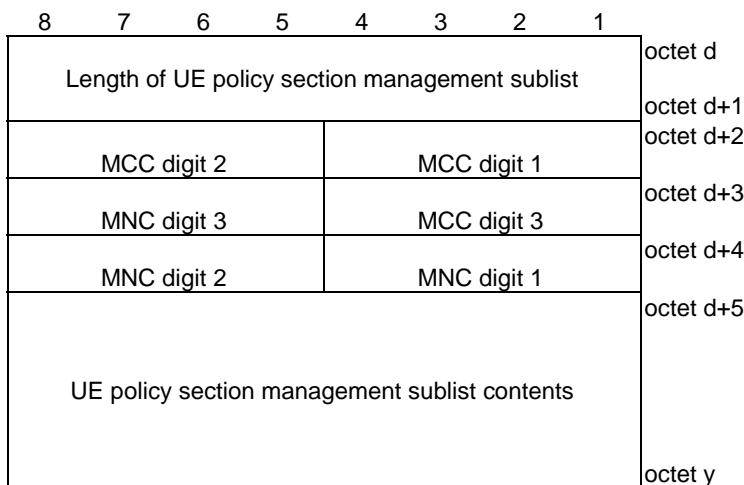 8 7 6 5 4 3 2 1
octet d
Length of UE policy section management sublist
octet d+1
octet d+2
MCC digit 2 MCC digit 1
octet d+3
MNC digit 3 MCC digit 3
octet d+4
MNC digit 2 MNC digit 1
octet d+5
UE policy section management sublist contents
octet y